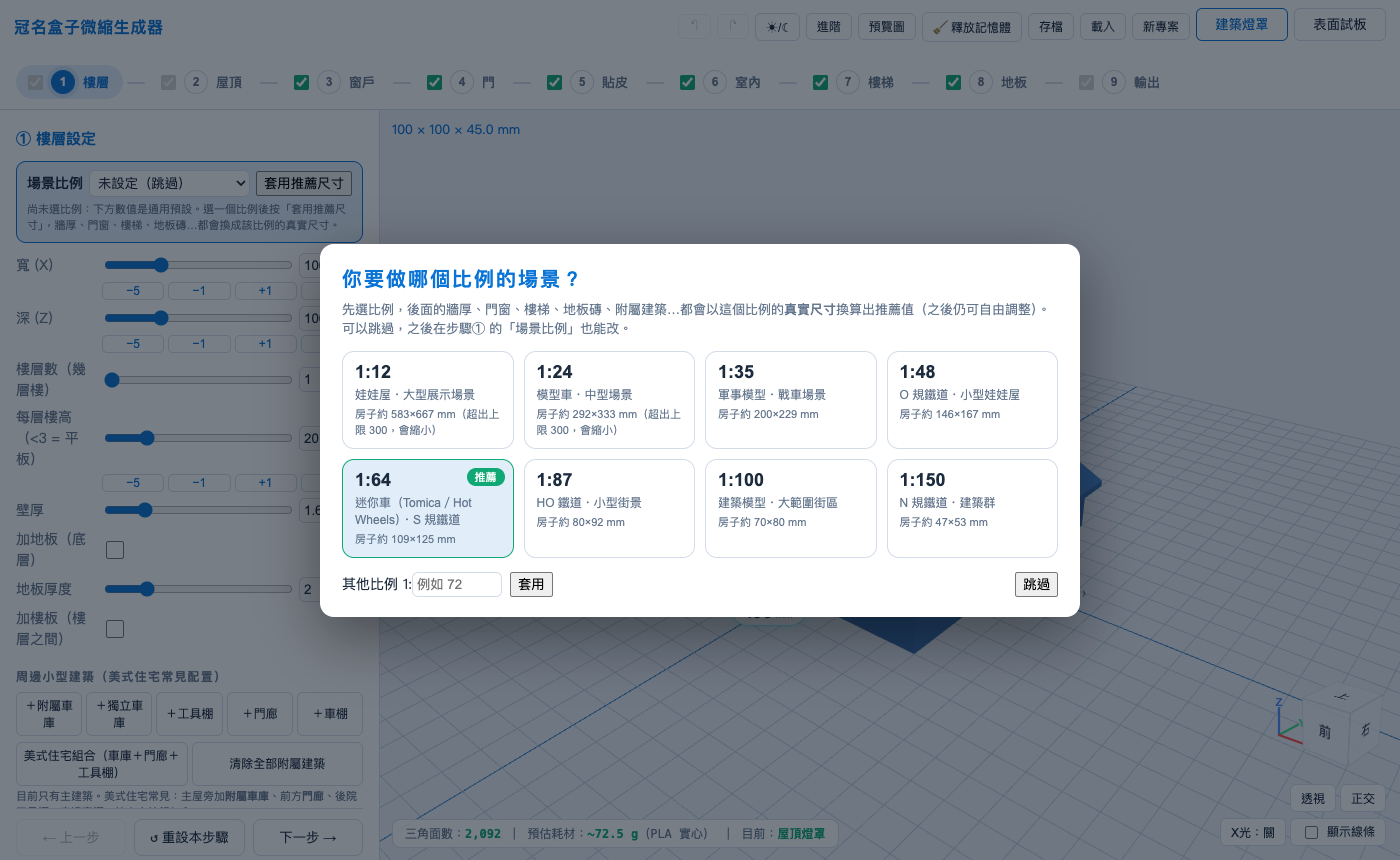 冠名盒子微縮生成器
☀/☾ 進階 預覽圖 🧹 釋放記憶體 存檔 載入 新專案 建築燈罩 表面試板
1 樓層 — 2 屋頂 — 3 窗戶 — 4 門 — 5 貼皮 — 6 室內 — 7 樓梯 — 8 地板 — 9 輸出
① 樓層設定
100 × 100 × 45.0 mm
場景比例 未設定（跳過） 套用推薦尺寸
尚未選比例：下方數值是通用預設。選一個比例後按「套用推薦尺
寸」，牆厚、門窗、樓梯、地板磚…都會換成該比例的真實尺寸。
寬 (X)
−5 −1 +1
深 (Z)
−5 −1 +1
樓層數（幾
層樓） 1
每層樓高
（<3 = 平
板） 20
−5 −1 +1
壁厚 1.6
加地板（底
層）
地板厚度 2
加樓板（樓
層之間）
周邊小型建築（美式住宅常見配置）
＋附屬車
庫
＋獨立車
庫
＋工具棚
＋門廊
＋車棚
美式住宅組合（車庫＋門廊＋
工具棚）
清除全部附屬建築
目前只有主建築。美式住宅常見：主屋旁加附屬車庫、前方門廊、後院
← 上一步 ↺ 重設本步驟 下一步 →
你要做哪個比例的場景？
先選比例，後面的牆厚、門窗、樓梯、地板磚、附屬建築…都會以這個比例的真實尺寸換算出推薦值（之後仍可自由調整）。
可以跳過，之後在步驟① 的「場景比例」也能改。
1:12
娃娃屋 · 大型展示場景
房子約 583×667 mm（超出上
限 300，會縮小）
1:24
模型車 · 中型場景
房子約 292×333 mm（超出上
限 300，會縮小）
1:35
軍事模型 · 戰車場景
房子約 200×229 mm
1:48
O 規鐵道 · 小型娃娃屋
房子約 146×167 mm
1:64 推薦
迷你車（Tomica / Hot
Wheels）· S 規鐵道
房子約 109×125 mm
1:87
HO 鐵道 · 小型街景
房子約 80×92 mm
1:100
建築模型 · 大範圍街區
房子約 70×80 mm
1:150
N 規鐵道 · 建築群
房子約 47×53 mm
其他比例 1: 例如 72 套用 跳過
Z
前 右
上
透視 正交
三角面數：2,092 | 預估耗材：~72.5 g (PLA 實心) | 目前：屋頂燈罩
X光：關 顯示線條